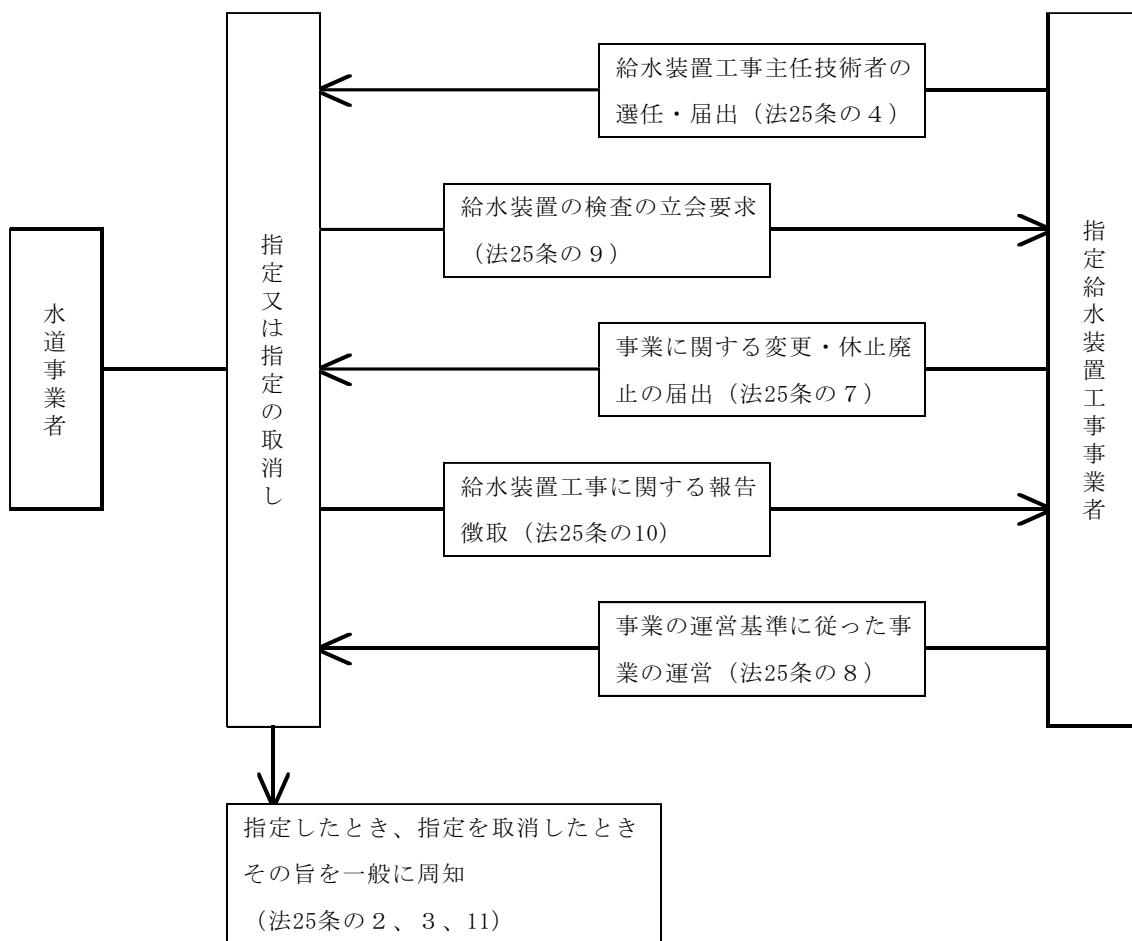 給水装置工事主任技術者の
選任・届出（法25条の４）
給水装置の検査の立会要求
（法25条の９）
水道事業者
指定又は指定の取消し
指定給水装置工事事業者
事業に関する変更・休止廃
止の届出（法25条の７）
給水装置工事に関する報告
徴取（法25条の10）
事業の運営基準に従った事
業の運営（法25条の８）
指定したとき、指定を取消したとき
その旨を一般に周知
（法25条の２、３、11）